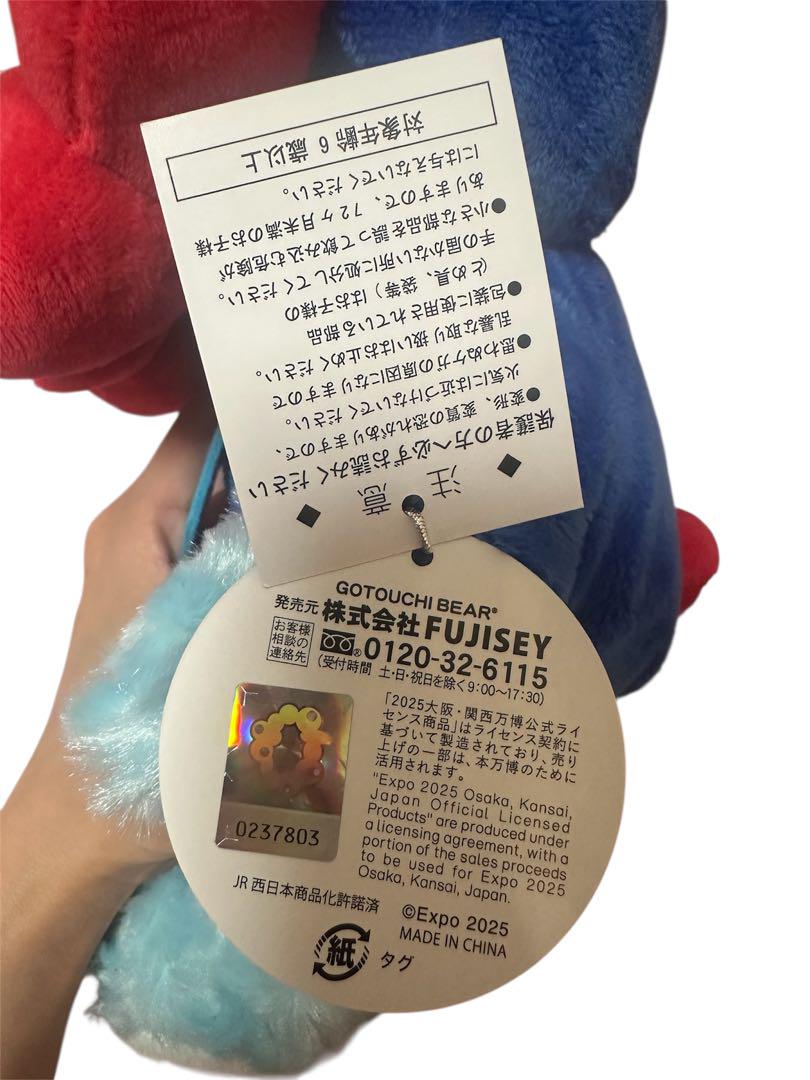 注意
保護者の方へ必ずお読みください
●変形、変質の恐れがありますので、
火気には近づけないでください。
●思わぬケガの原因になりますので
乱暴な取り扱いはお止めください。
●包装に使用されている部品
(とめ具、袋等)はお子様の
手の届かない所に処分してください。
●小さな部品を誤って飲み込む危険が
ありますので、72ヶ月未満のお子様
には与えないでください。
対象年齢 6 歳以上
GOTOUCHI BEAR®
発売元 株式会社 FUJISEY
お客様
相談の
連絡先
® 0120-32-6115
(受付時間 土・日・祝日を除く9:00〜17:30)
「2025大阪・関西万博公式ライ
センス商品」はライセンス契約に
基づいて製造されており、売り
上げの一部は、本万博のために
活用されます。
"Expo 2025 Osaka, Kansai,
Japan Official Licensed
Products" are produced under
a licensing agreement, with a
portion of the sales proceeds
to be used for Expo 2025
Osaka, Kansai, Japan.
0237803
JR西日本商品化許諾済
©Expo 2025
MADE IN CHINA
紙 タグ